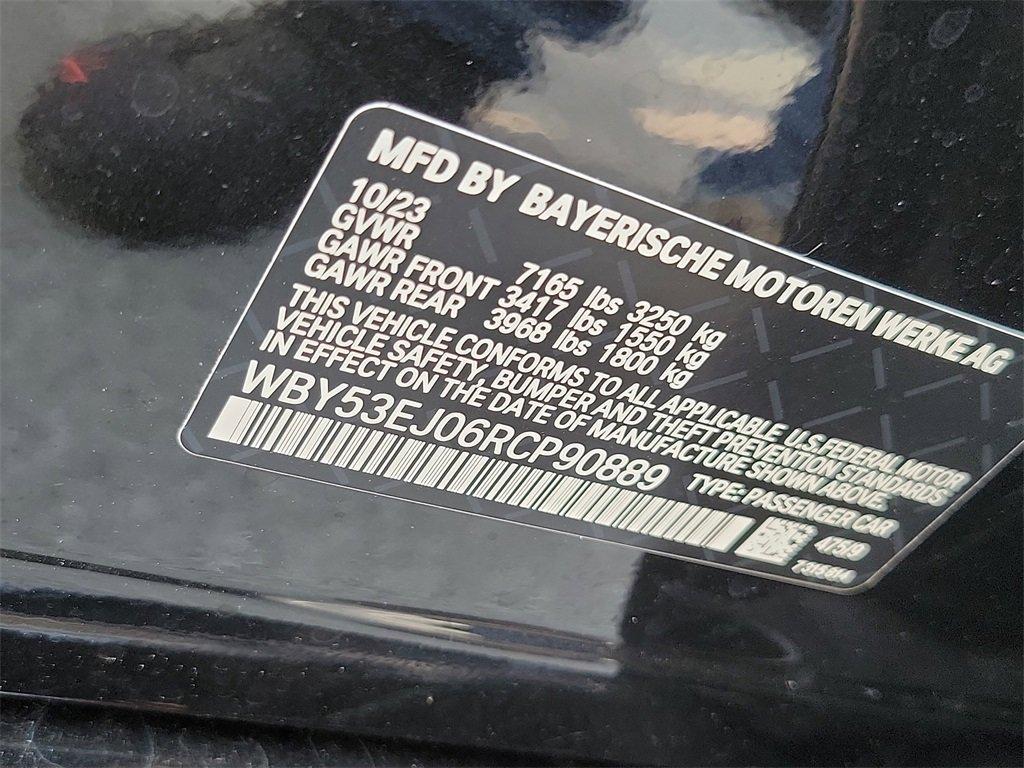 MFD BY BAYERISCHE MOTOREN WERKE AG
10/23
GVWR 7165 lbs 3250 kg
GAWR FRONT 3417 lbs 1550 kg
GAWR REAR 3968 lbs 1800 kg
THIS VEHICLE CONFORMS TO ALL APPLICABLE U.S. FEDERAL MOTOR
VEHICLE SAFETY, BUMPER AND THEFT PREVENTION STANDARDS
IN EFFECT ON THE DATE OF MANUFACTURE SHOWN ABOVE.
WBY53EJ06RCP90889
TYPE: PASSENGER CAR